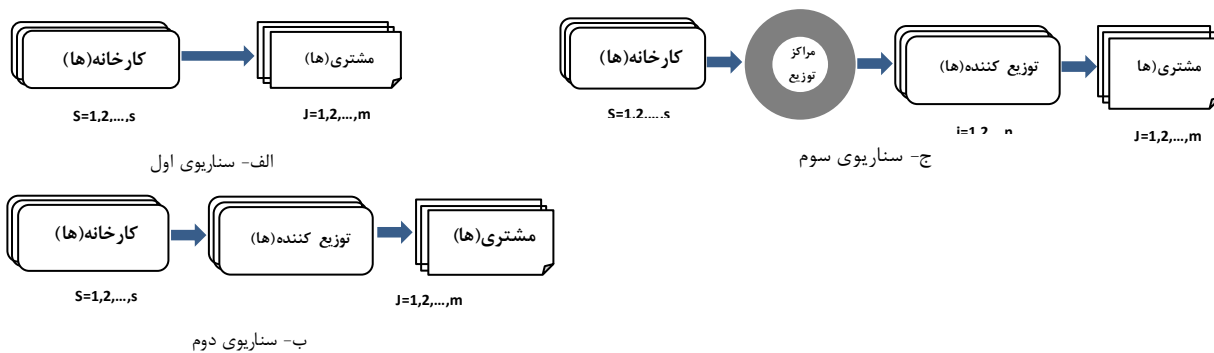 کارخانه(ها)
مشتری(ها)
S=1,2,...,s
J=1,2,...,m
الف- سناریوی اول
کارخانه(ها)
مراکز
توزیع
توزیع کننده(ها)
مشتری(ها
S=1,2,...,s
i=1,2 n
J=1,2,...,m
ج- سناریوی سوم
کارخانه(ها)
توزیع کننده(ها)
مشتری(ها)
S=1,2,...,s
J=1,2,...,m
ب- سناریوی دوم